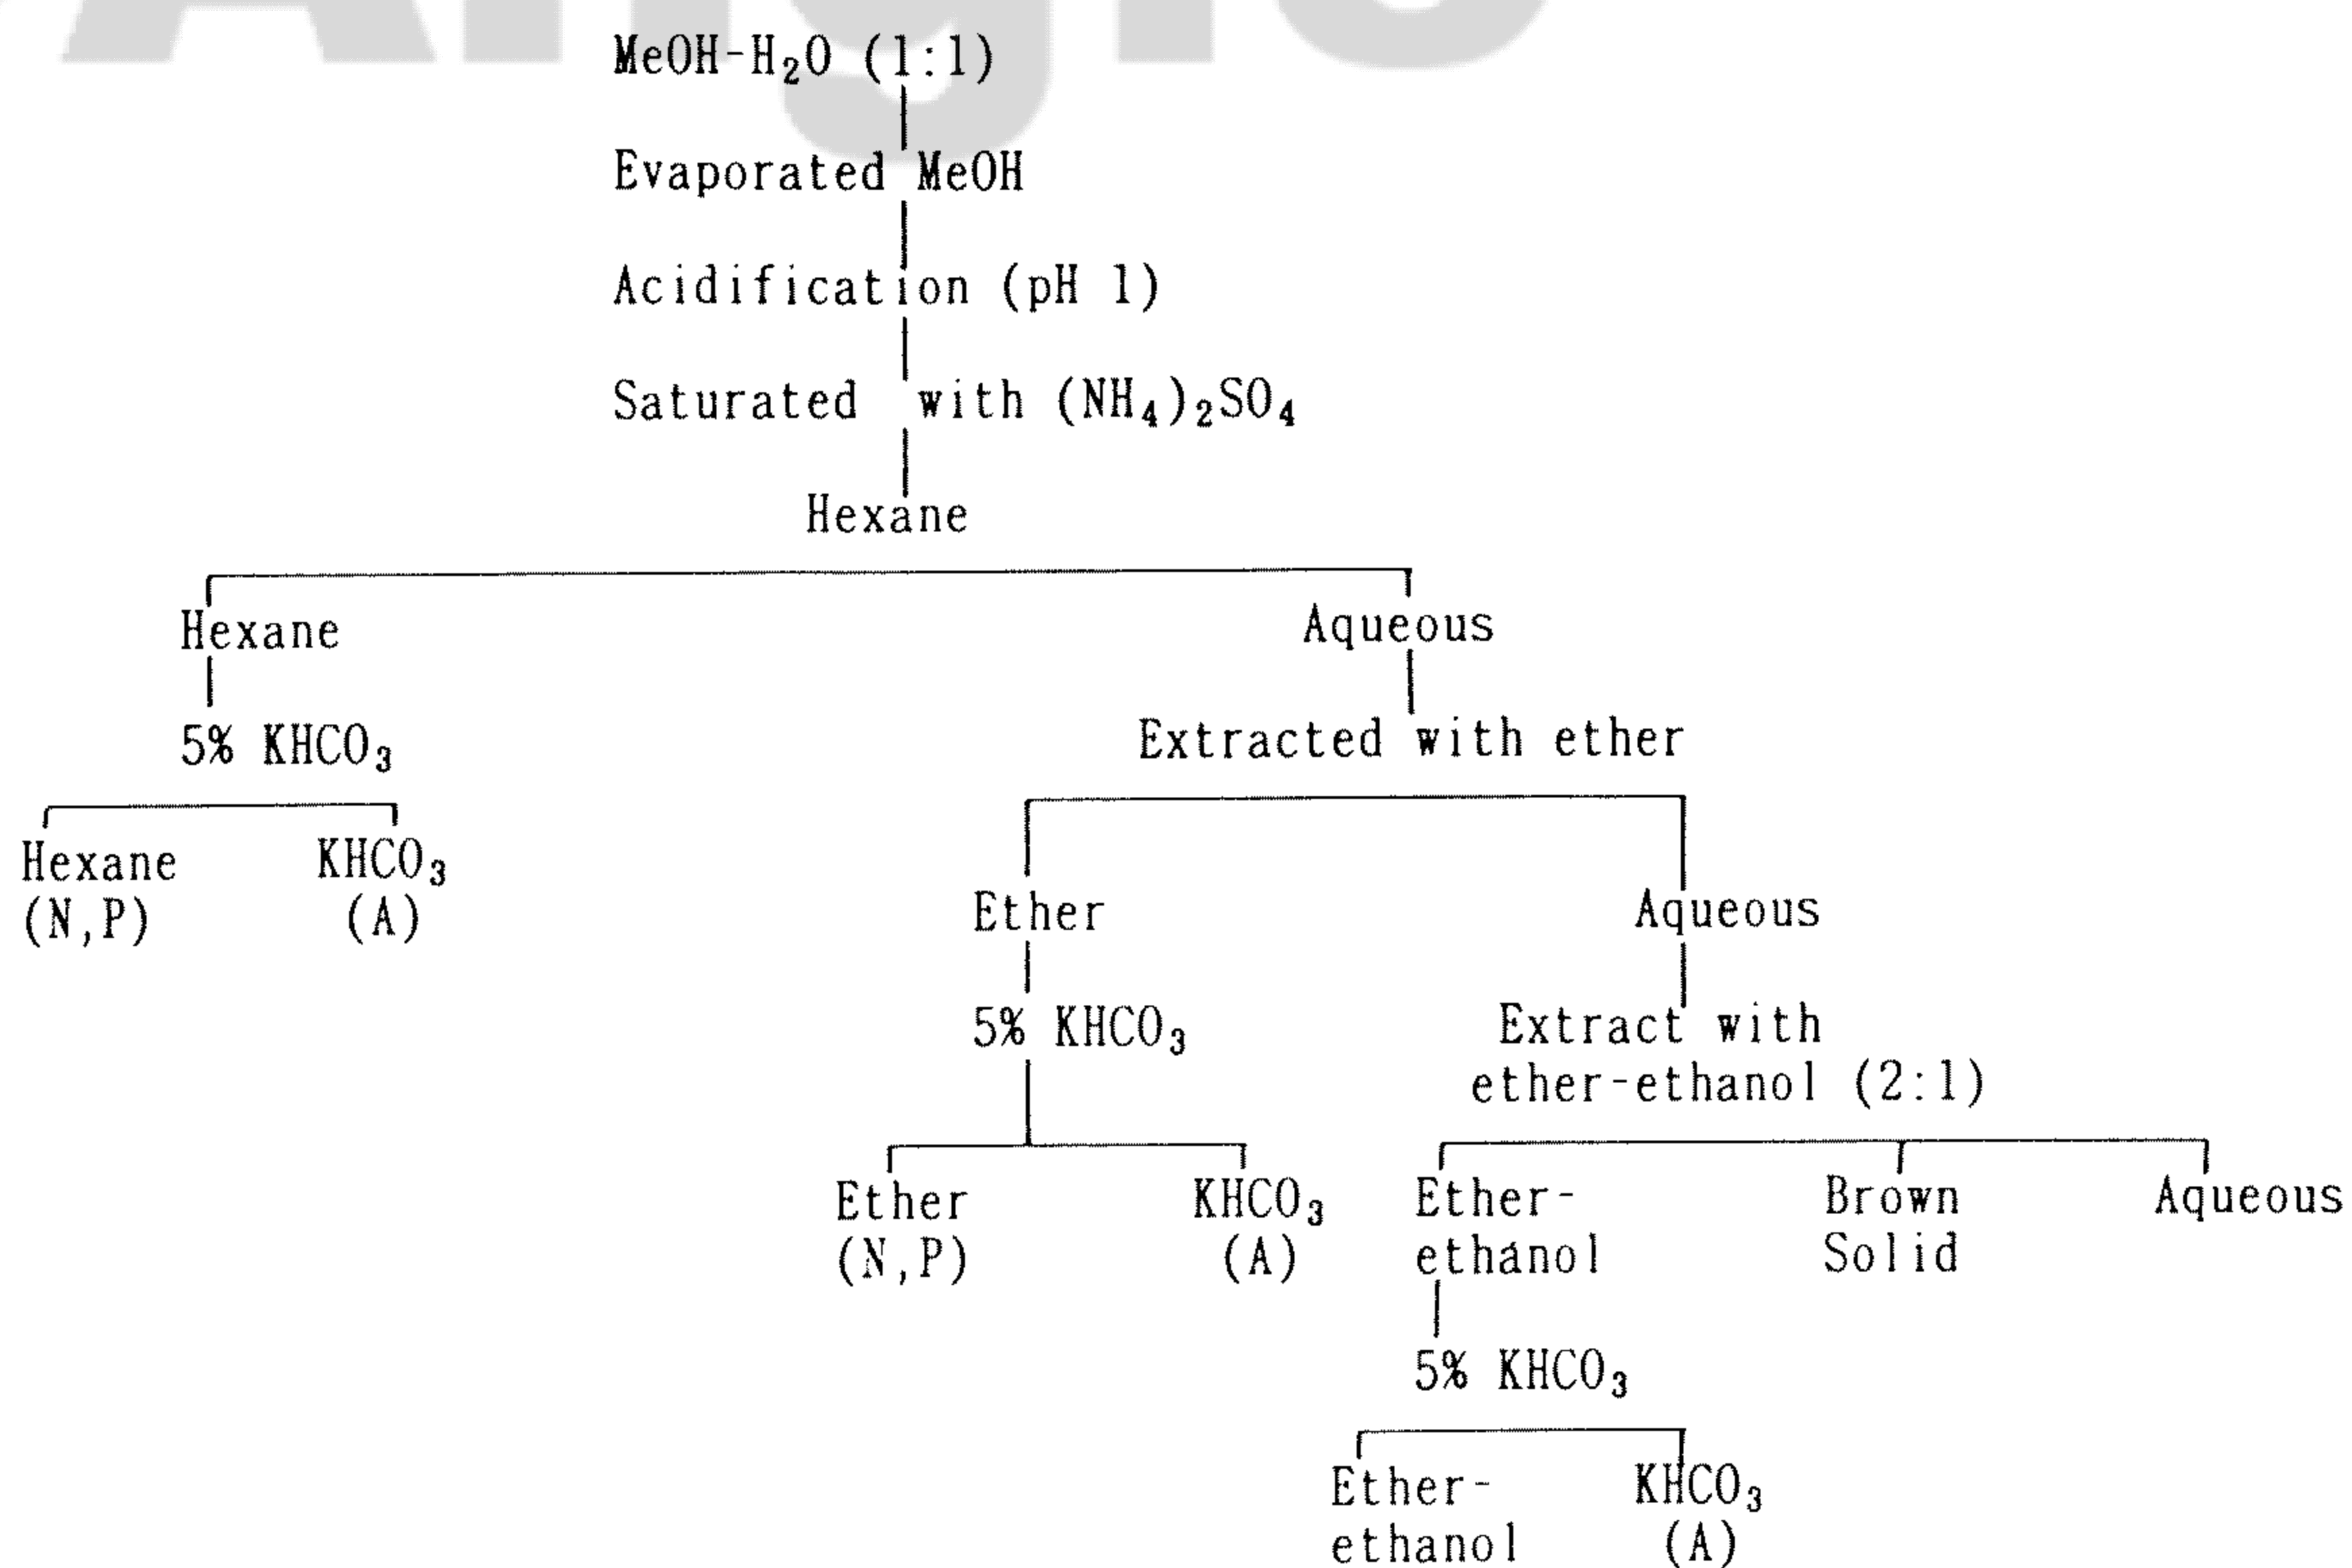 MeOH-H₂O (1:1)
Evaporated MeOH
Acidification (pH 1)
Saturated with (NH₄)₂SO₄
Hexane
Hexane
Aqueous
5% KHCO₃
Extracted with ether
Hexane
(N,P)
KHCO₃
(A)
Ether
Aqueous
5% KHCO₃
Extract with
ether-ethanol (2:1)
Ether
(N,P)
KHCO₃
(A)
Ether-
ethanol
Brown
Solid
Aqueous
5% KHCO₃
Ether-
ethanol
KHCO₃
(A)